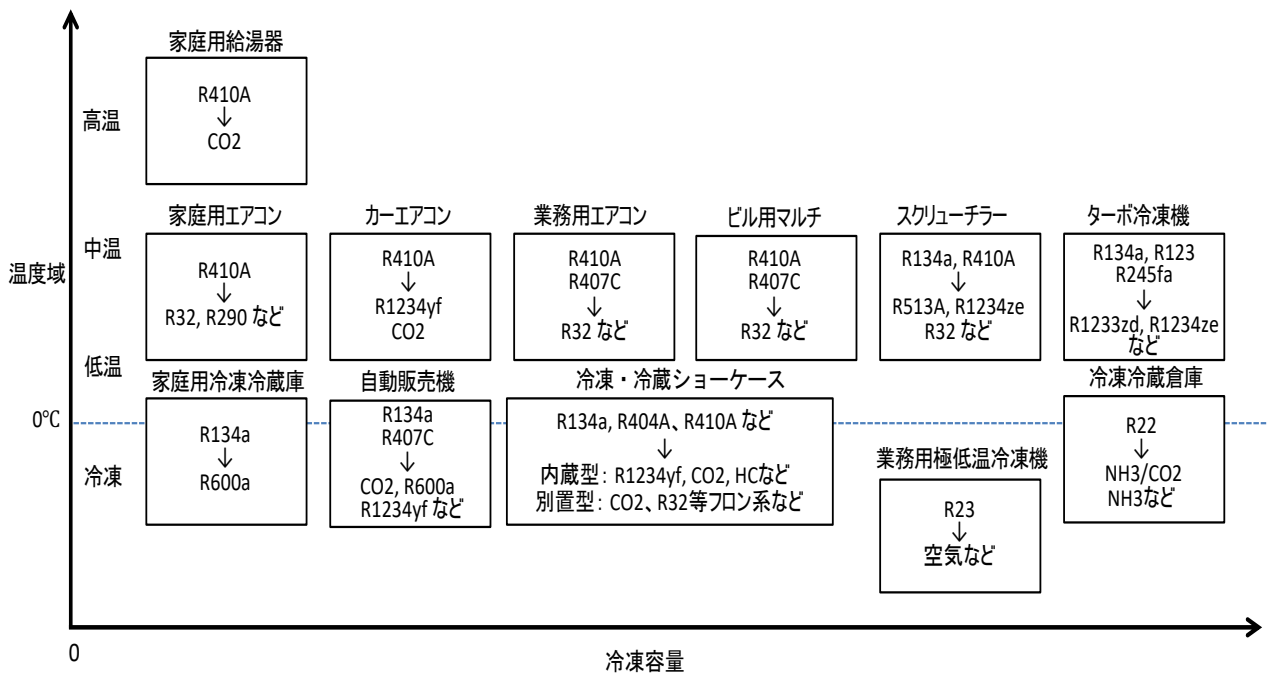 家庭用給湯器
R410A
↓
CO2
高温
家庭用エアコン
R410A
↓
R32, R290 など
カーエアコン
R410A
↓
R1234yf
CO2
業務用エアコン
R410A
R407C
↓
R32 など
ビル用マルチ
R410A
R407C
↓
R32 など
スクリューチラー
R134a, R410A
↓
R513A, R1234ze
R32 など
ターボ冷凍機
R134a, R123
R245fa
↓
R1233zd, R1234ze
など
中温
温度域
低温
家庭用冷凍冷蔵庫
R134a
↓
R600a
自動販売機
R134a
R407C
↓
CO2, R600a
R1234yf など
冷凍・冷蔵ショーケース
R134a, R404A、R410A など
↓
内蔵型：R1234yf, CO2, HCなど
別置型：CO2、R32等フロン系など
業務用極低温冷凍機
R23
↓
空気など
冷凍冷蔵倉庫
R22
↓
NH3/CO2
NH3など
0℃
冷凍
0
冷凍容量